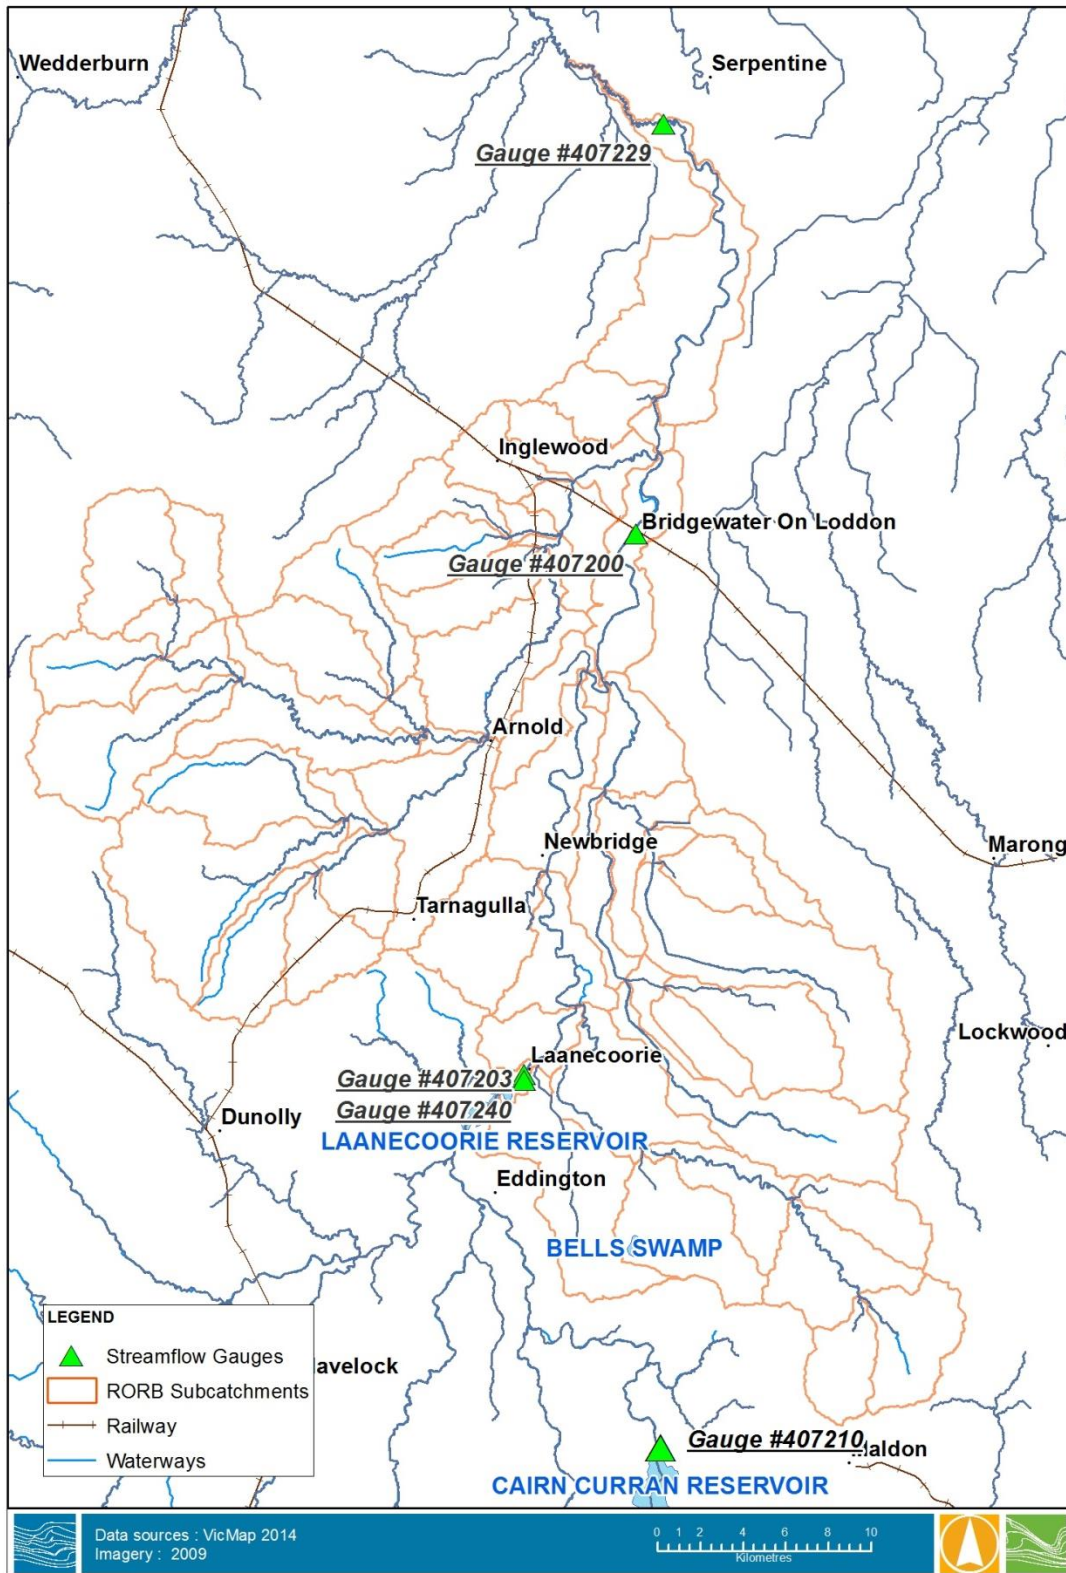 Wedderburn
Serpentine
Gauge #407229
Inglewood
Bridgewater On Loddon
Gauge #407200
Arnold
Newbridge
Marong
Tarnagulla
Lockwood
Laanecoorie
Gauge #407203
Gauge #407240
Dunolly
LAANECOORIE RESERVOIR
Eddington
BELLS SWAMP
LEGEND
Streamflow Gauges
RORB Subcatchments
Railway
Waterways
avelock
Gauge #407210
aldon
CAIRN CURRAN RESERVOIR
Data sources : VicMap 2014
Imagery : 2009
0 1 2 4 6 8 10
Kilometres